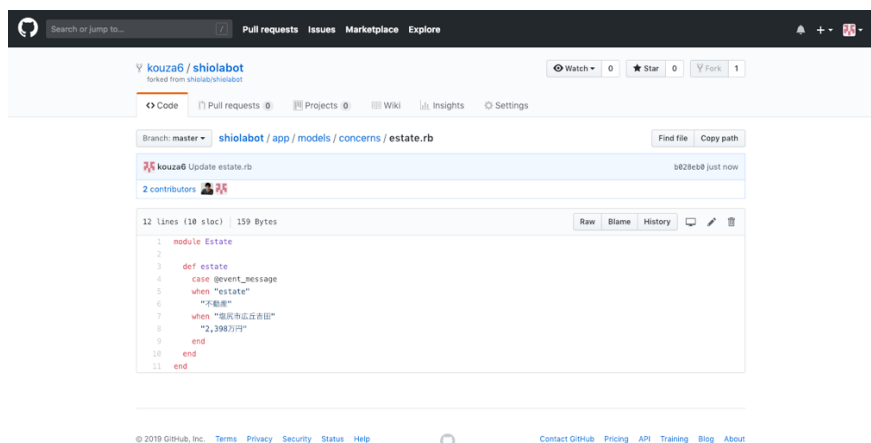 Search or jump to... / Pull requests Issues Marketplace Explore
kouza6 / shiolabot
forked from shiolab/shiolabot
Watch 0 Star 0 Fork 1
Code Pull requests 0 Projects 0 Wiki Insights Settings
Branch: master shiolabot / app / models / concerns / estate.rb Find file Copy path
kouza6 Update estate.rb b028eb0 just now
2 contributors
12 lines (10 sloc) 159 Bytes Raw Blame History
1 module Estate
2
3 def estate
4 case @event_message
5 when "estate"
6 "不動産"
7 when "塩尻市広丘吉田"
8 "2,398万円"
9 end
10 end
11 end
© 2019 GitHub, Inc. Terms Privacy Security Status Help Contact GitHub Pricing API Training Blog About